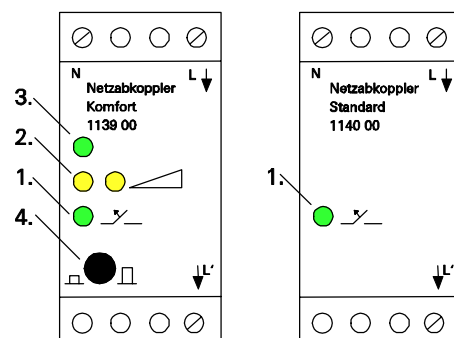 N L
Netzabkoppler
Komfort
1139 00
3.
2.
1.
4.
L'
N L
Netzabkoppler
Standard
1140 00
1.
L'